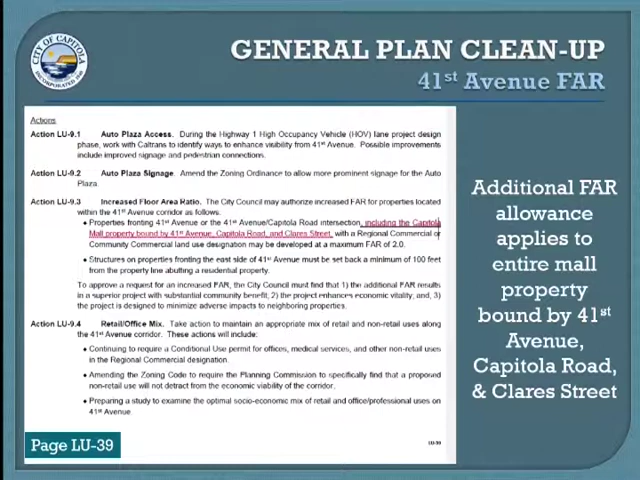 CITY OF CAPITOLA
INCORPORATED 1949
GENERAL PLAN CLEAN-UP
41st Avenue FAR
Actions
Action LU-9.1 Auto Plaza Access. During the Highway 1 High Occupancy Vehicle (HOV) lane project design
phase, work with Caltrans to identify ways to enhance visibility from 41st Avenue. Possible improvements
include improved signage and pedestrian connections.
Action LU-9.2 Auto Plaza Signage. Amend the Zoning Ordinance to allow more prominent signage for the Auto
Plaza.
Action LU-9.3 Increased Floor Area Ratio. The City Council may authorize increased FAR for properties located
within the 41st Avenue corridor as follows.
• Properties fronting 41st Avenue or the 41st Avenue/Capitola Road intersection, including the Capitola
Mall property bound by 41st Avenue, Capitola Road, and Clares Street, with a Regional Commercial or
Community Commercial land use designation may be developed at a maximum FAR of 2.0.
• Structures on properties fronting the east side of 41st Avenue must be set back a minimum of 100 feet
from the property line abutting a residential property.
To approve a request for an increased FAR, the City Council must find that 1) the additional FAR results
in a superior project with substantial community benefit; 2) the project enhances economic vitality; and, 3)
the project is designed to minimize adverse impacts to neighboring properties.
Action LU-9.4 Retail/Office Mix. Take action to maintain an appropriate mix of retail and non-retail uses along
the 41st Avenue corridor. These actions will include:
• Continuing to require a Conditional Use permit for offices, medical services, and other non-retail uses
in the Regional Commercial designation.
• Amending the Zoning Code to require the Planning Commission to specifically find that a proposed
non-retail use will not detract from the economic viability of the corridor.
• Preparing a study to examine the optimal socio-economic mix of retail and office/professional uses on
41st Avenue.
LU-39
Page LU-39
Additional FAR
allowance
applies to
entire mall
property
bound by 41st
Avenue,
Capitola Road,
& Clares Street